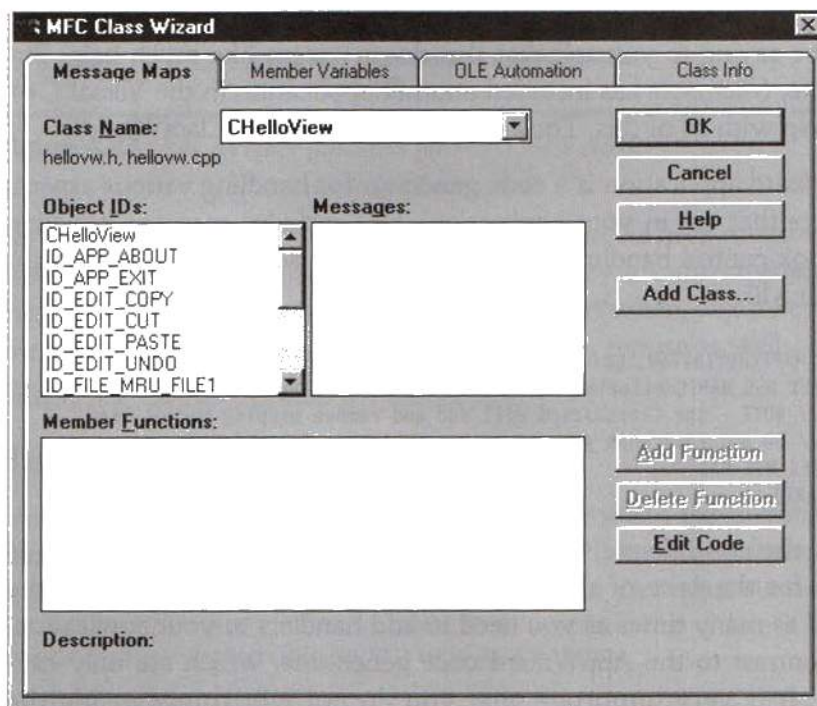 MFC Class Wizard
Message Maps
Member Variables
OLE Automation
Class Info
Class Name:
CHelloView
hellovw.h, hellovw.cpp
Object IDs:
Messages:
CHelloView
ID_APP_ABOUT
ID_APP_EXIT
ID_EDIT_COPY
ID_EDIT_CUT
ID_EDIT_PASTE
ID_EDIT_UNDO
ID_FILE_MRU_FILE1
OK
Cancel
Help
Add Class...
Member Functions:
Add Function
Delete Function
Edit Code
Description: